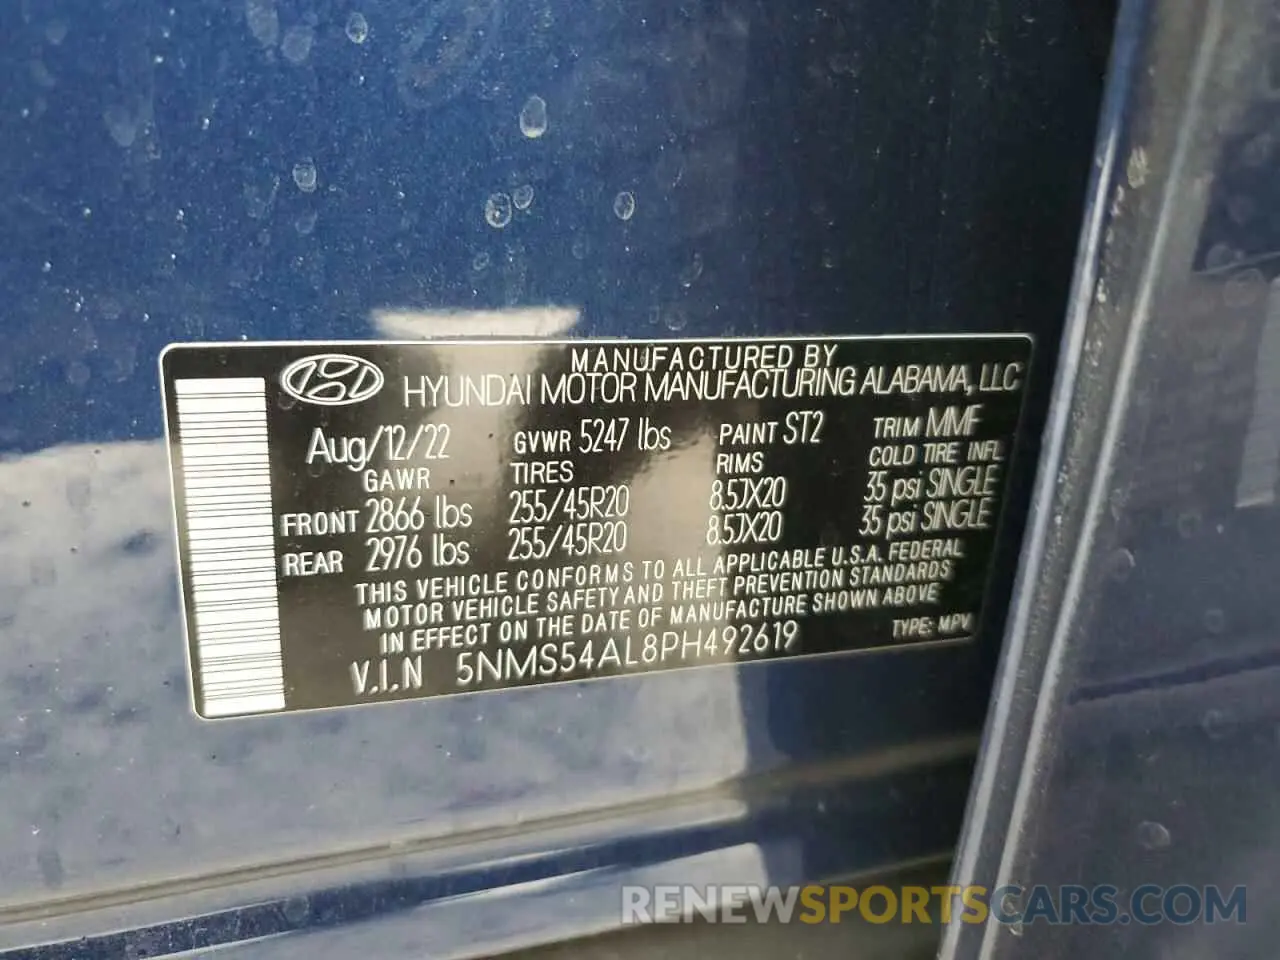 MANUFACTURED BY
HYUNDAI MOTOR MANUFACTURING ALABAMA, LLC
Aug/12/22 GVWR 5247 lbs PAINT ST2 TRIM MMF
GAWR TIRES RIMS COLD TIRE INFL
FRONT 2866 lbs 255/45R20 8.5JX20 35 psi SINGLE
REAR 2976 lbs 255/45R20 8.5JX20 35 psi SINGLE
THIS VEHICLE CONFORMS TO ALL APPLICABLE U.S.A. FEDERAL
MOTOR VEHICLE SAFETY AND THEFT PREVENTION STANDARDS
IN EFFECT ON THE DATE OF MANUFACTURE SHOWN ABOVE
V.I.N 5NMS54AL8PH492619 TYPE: MPV
RENEWSPORTSCARS.COM